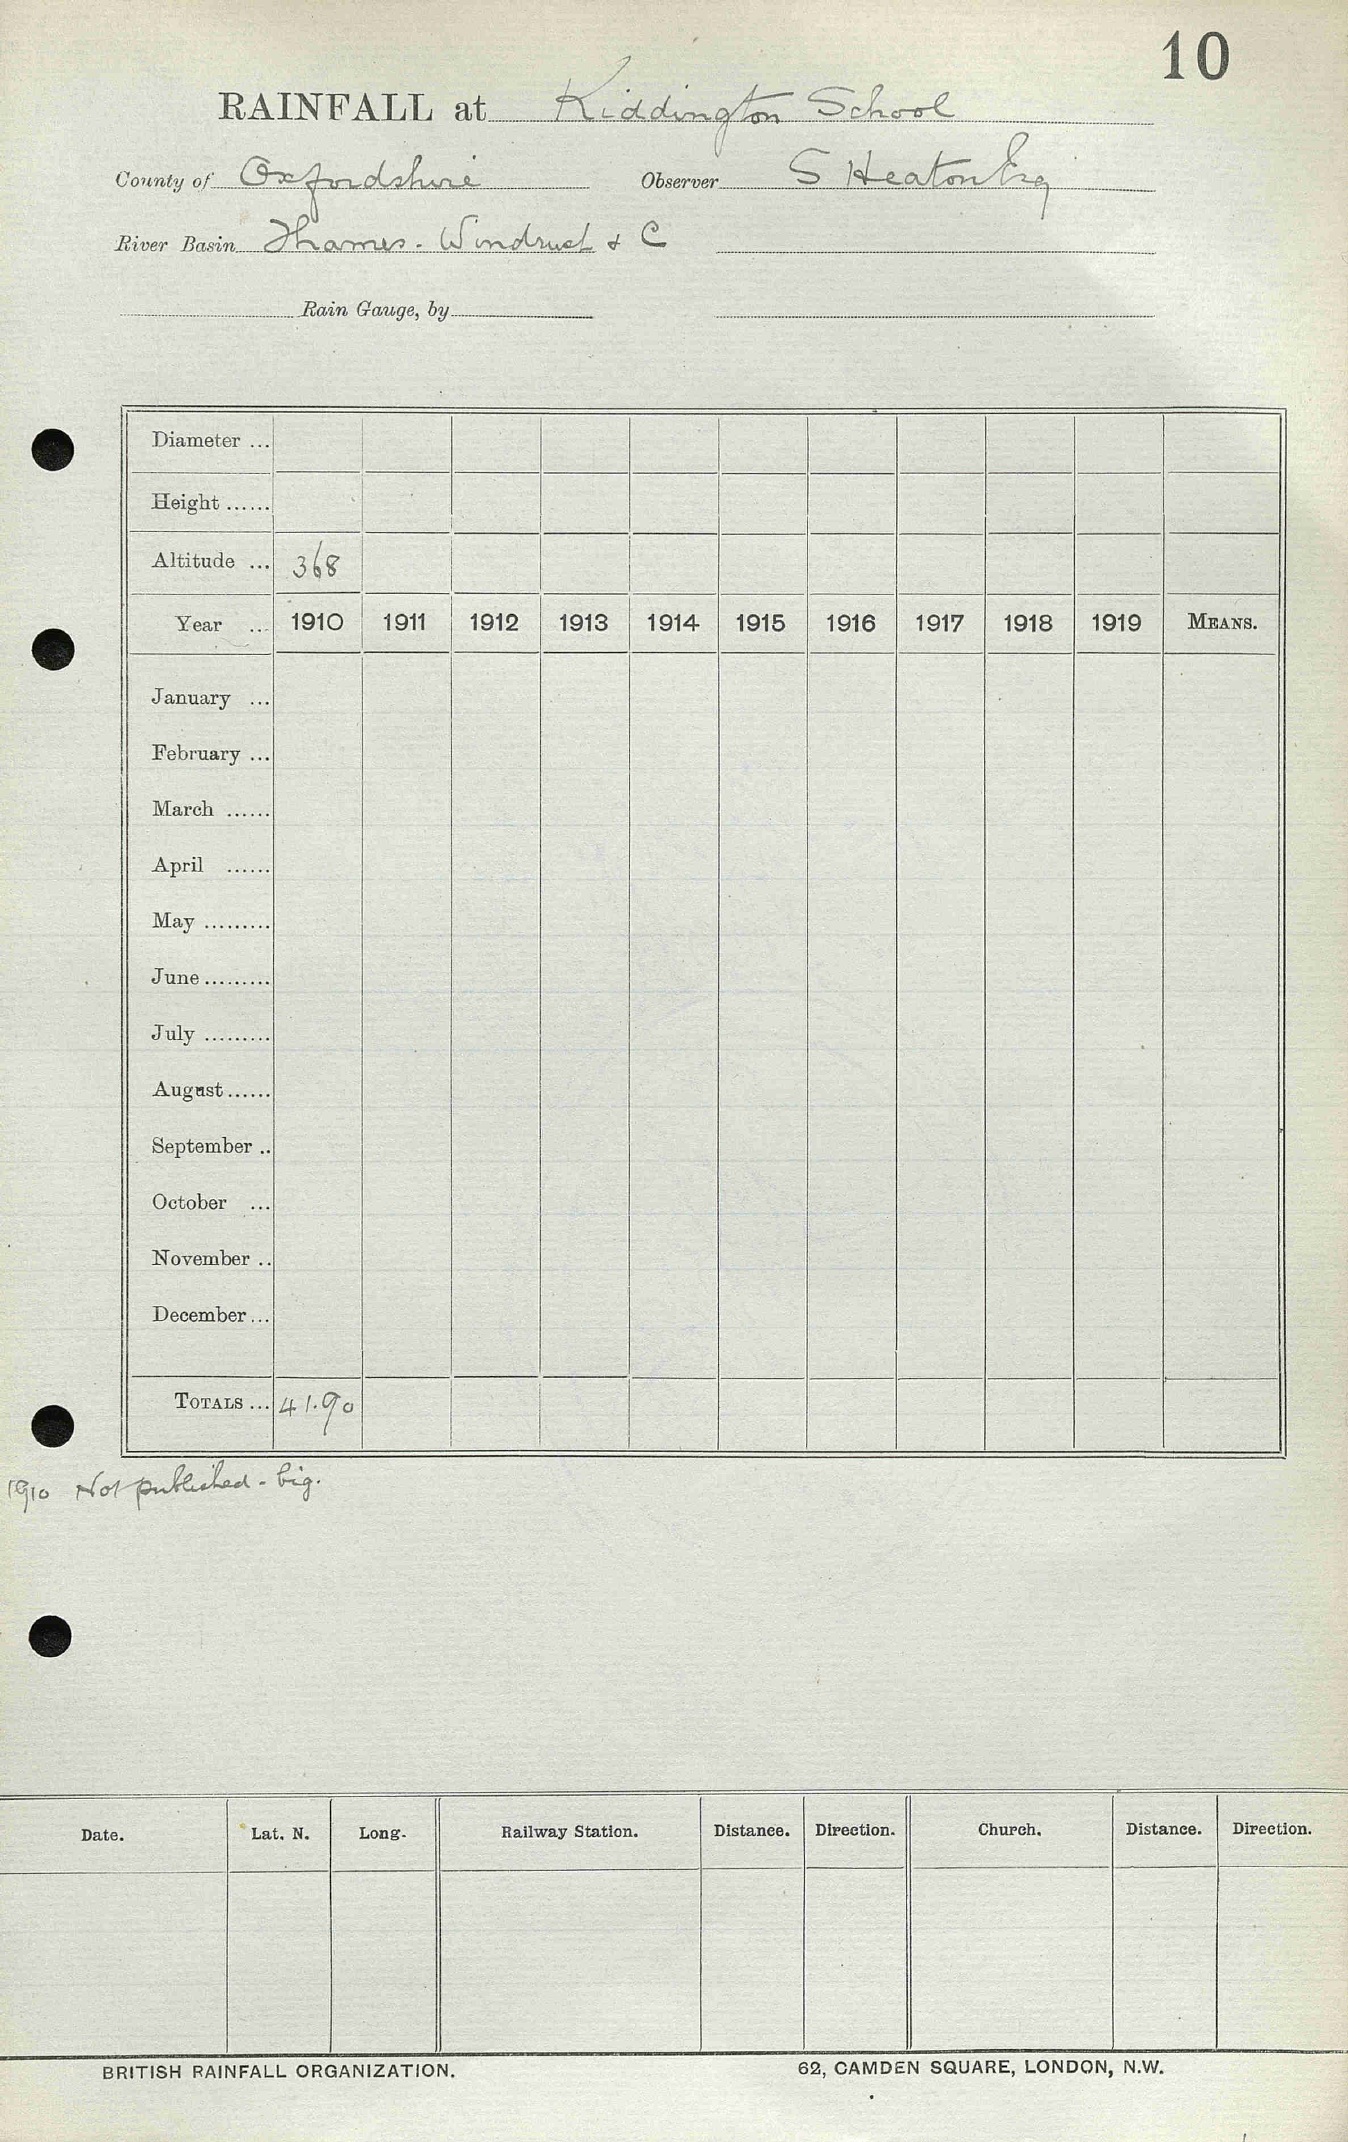 10
RAINFALL at Kiddington School
County of Oxfordshire Observer S Heaton Esq
River Basin Thames - Windrush & C
Rain Gauge, by
Diameter ...
Height ......
Altitude ... 368
Year ... 1910 1911 1912 1913 1914 1915 1916 1917 1918 1919 MEANS.
January ...
February ...
March ......
April ......
May .........
June .........
July .........
August ......
September ..
October ...
November ..
December ...
TOTALS ... 41.90
1910 Not published - big.
Date. Lat. N. Long. Railway Station. Distance. Direction. Church. Distance. Direction.
BRITISH RAINFALL ORGANIZATION. 62, CAMDEN SQUARE, LONDON, N.W.